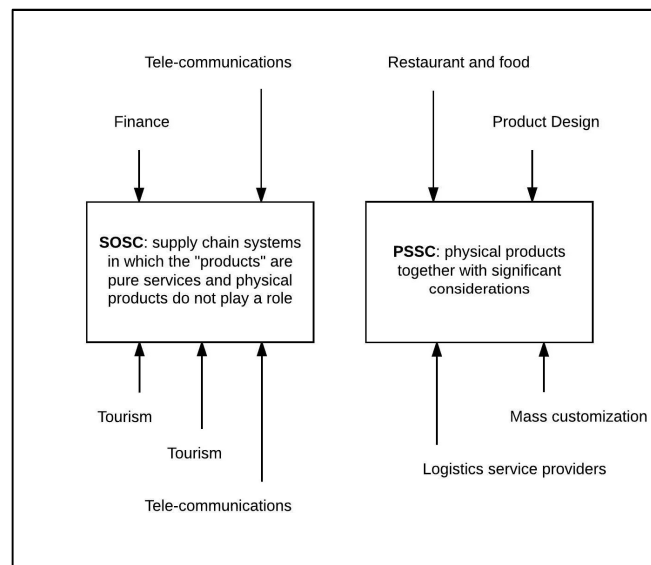 Tele-communications
Restaurant and food
Finance
Product Design
SOSC: supply chain systems
in which the "products" are
pure services and physical
products do not play a role
PSSC: physical products
together with significant
considerations
Tourism
Mass customization
Tourism
Logistics service providers
Tele-communications